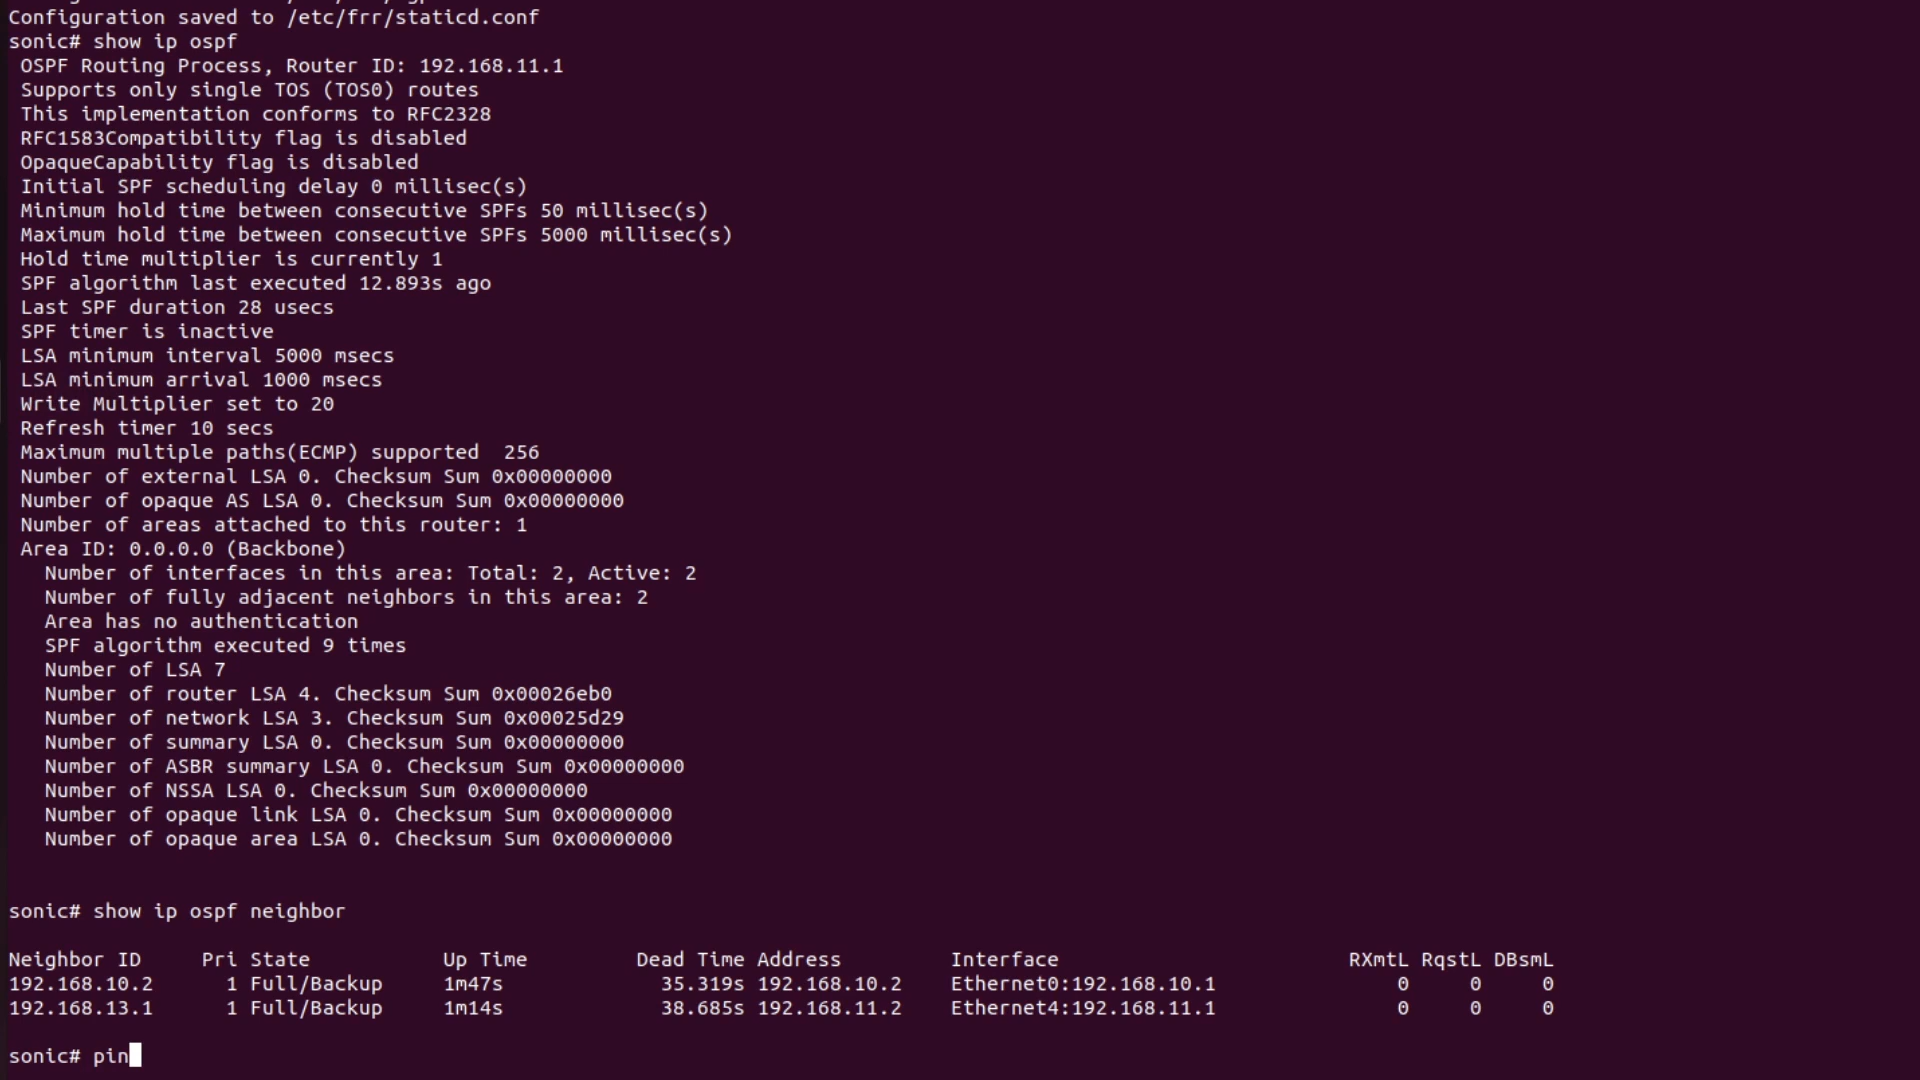 Configuration saved to /etc/frr/staticd.conf
sonic# show ip ospf
 OSPF Routing Process, Router ID: 192.168.11.1
 Supports only single TOS (TOS0) routes
 This implementation conforms to RFC2328
 RFC1583Compatibility flag is disabled
 OpaqueCapability flag is disabled
 Initial SPF scheduling delay 0 millisec(s)
 Minimum hold time between consecutive SPFs 50 millisec(s)
 Maximum hold time between consecutive SPFs 5000 millisec(s)
 Hold time multiplier is currently 1
 SPF algorithm last executed 12.893s ago
 Last SPF duration 28 usecs
 SPF timer is inactive
 LSA minimum interval 5000 msecs
 LSA minimum arrival 1000 msecs
 Write Multiplier set to 20
 Refresh timer 10 secs
 Maximum multiple paths(ECMP) supported  256
 Number of external LSA 0. Checksum Sum 0x00000000
 Number of opaque AS LSA 0. Checksum Sum 0x00000000
 Number of areas attached to this router: 1
 Area ID: 0.0.0.0 (Backbone)
   Number of interfaces in this area: Total: 2, Active: 2
   Number of fully adjacent neighbors in this area: 2
   Area has no authentication
   SPF algorithm executed 9 times
   Number of LSA 7
   Number of router LSA 4. Checksum Sum 0x00026eb0
   Number of network LSA 3. Checksum Sum 0x00025d29
   Number of summary LSA 0. Checksum Sum 0x00000000
   Number of ASBR summary LSA 0. Checksum Sum 0x00000000
   Number of NSSA LSA 0. Checksum Sum 0x00000000
   Number of opaque link LSA 0. Checksum Sum 0x00000000
   Number of opaque area LSA 0. Checksum Sum 0x00000000
sonic# show ip ospf neighbor
Neighbor ID     Pri State           Up Time         Dead Time Address         Interface                        RXmtL RqstL DBsmL
192.168.10.2      1 Full/Backup     1m47s             35.319s 192.168.10.2    Ethernet0:192.168.10.1               0     0     0
192.168.13.1      1 Full/Backup     1m14s             38.685s 192.168.11.2    Ethernet4:192.168.11.1               0     0     0
sonic# pin